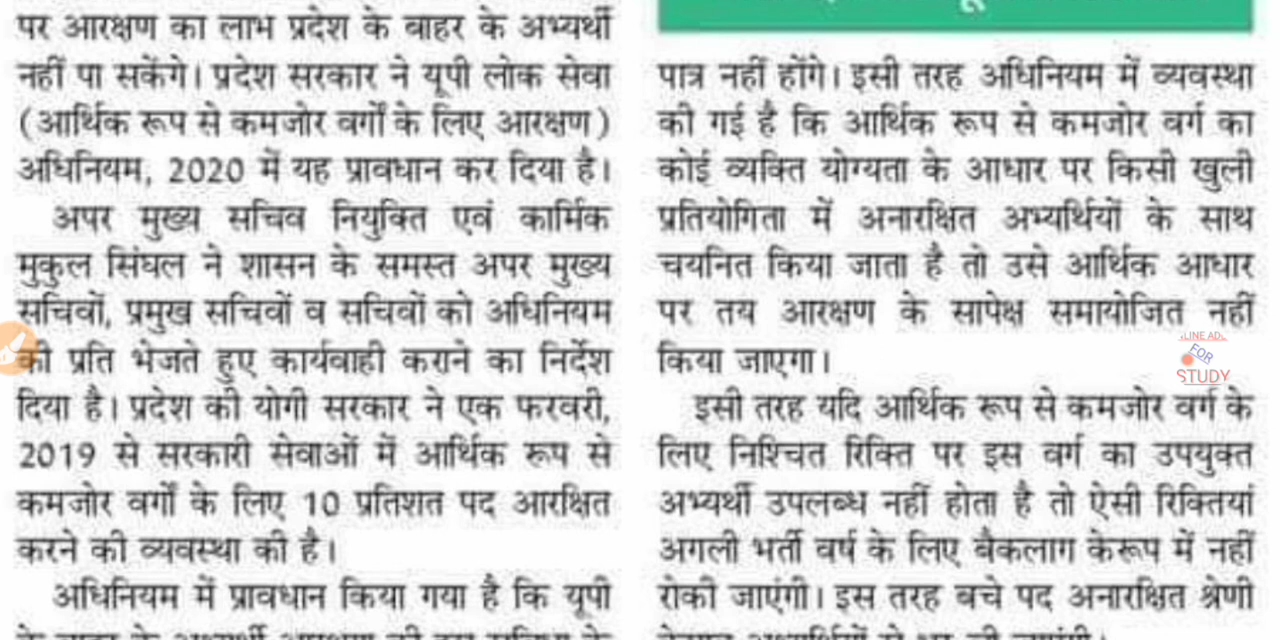 पर आरक्षण का लाभ प्रदेश के बाहर के अभ्यर्थी
नहीं पा सकेंगे। प्रदेश सरकार ने यूपी लोक सेवा
(आर्थिक रूप से कमजोर वर्गों के लिए आरक्षण)
अधिनियम, 2020 में यह प्रावधान कर दिया है।
अपर मुख्य सचिव नियुक्ति एवं कार्मिक
मुकुल सिंघल ने शासन के समस्त अपर मुख्य
सचिवों, प्रमुख सचिवों व सचिवों को अधिनियम
की प्रति भेजते हुए कार्यवाही कराने का निर्देश
दिया है। प्रदेश की योगी सरकार ने एक फरवरी,
2019 से सरकारी सेवाओं में आर्थिक रूप से
कमजोर वर्गों के लिए 10 प्रतिशत पद आरक्षित
करने की व्यवस्था की है।
अधिनियम में प्रावधान किया गया है कि यूपी
पात्र नहीं होंगे। इसी तरह अधिनियम में व्यवस्था
की गई है कि आर्थिक रूप से कमजोर वर्ग का
कोई व्यक्ति योग्यता के आधार पर किसी खुली
प्रतियोगिता में अनारक्षित अभ्यर्थियों के साथ
चयनित किया जाता है तो उसे आर्थिक आधार
पर तय आरक्षण के सापेक्ष समायोजित नहीं
किया जाएगा।
इसी तरह यदि आर्थिक रूप से कमजोर वर्ग के
लिए निश्चित रिक्ति पर इस वर्ग का उपयुक्त
अभ्यर्थी उपलब्ध नहीं होता है तो ऐसी रिक्तियां
अगली भर्ती वर्ष के लिए बैकलाग केरूप में नहीं
रोकी जाएंगी। इस तरह बचे पद अनारक्षित श्रेणी
FOR
STUDY